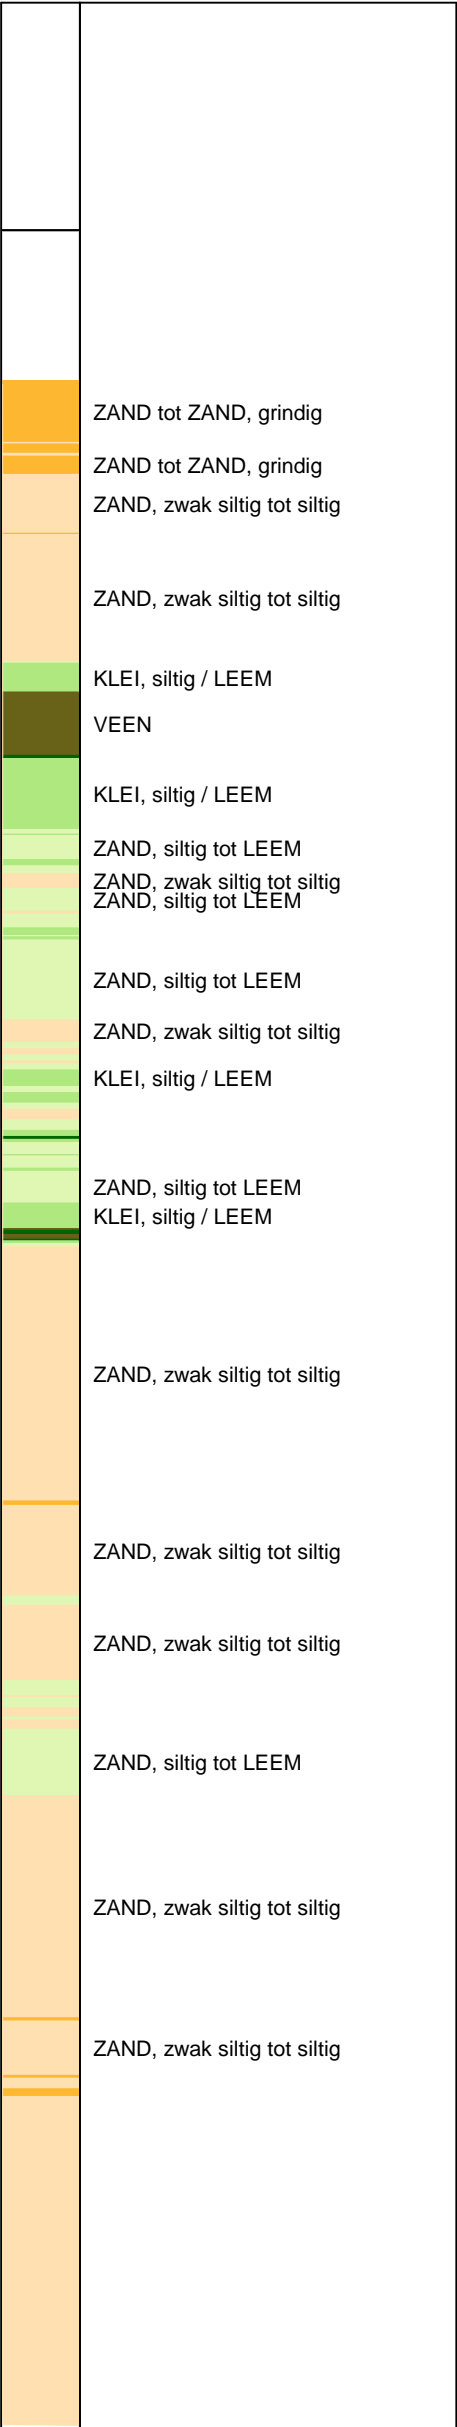 ZAND tot ZAND, grindig
ZAND tot ZAND, grindig
ZAND, zwak siltig tot siltig
ZAND, zwak siltig tot siltig
KLEI, siltig / LEEM
VEEN
KLEI, siltig / LEEM
ZAND, siltig tot LEEM
ZAND, zwak siltig tot siltig
ZAND, siltig tot LEEM
ZAND, siltig tot LEEM
ZAND, zwak siltig tot siltig
KLEI, siltig / LEEM
ZAND, siltig tot LEEM
KLEI, siltig / LEEM
ZAND, zwak siltig tot siltig
ZAND, zwak siltig tot siltig
ZAND, zwak siltig tot siltig
ZAND, siltig tot LEEM
ZAND, zwak siltig tot siltig
ZAND, zwak siltig tot siltig